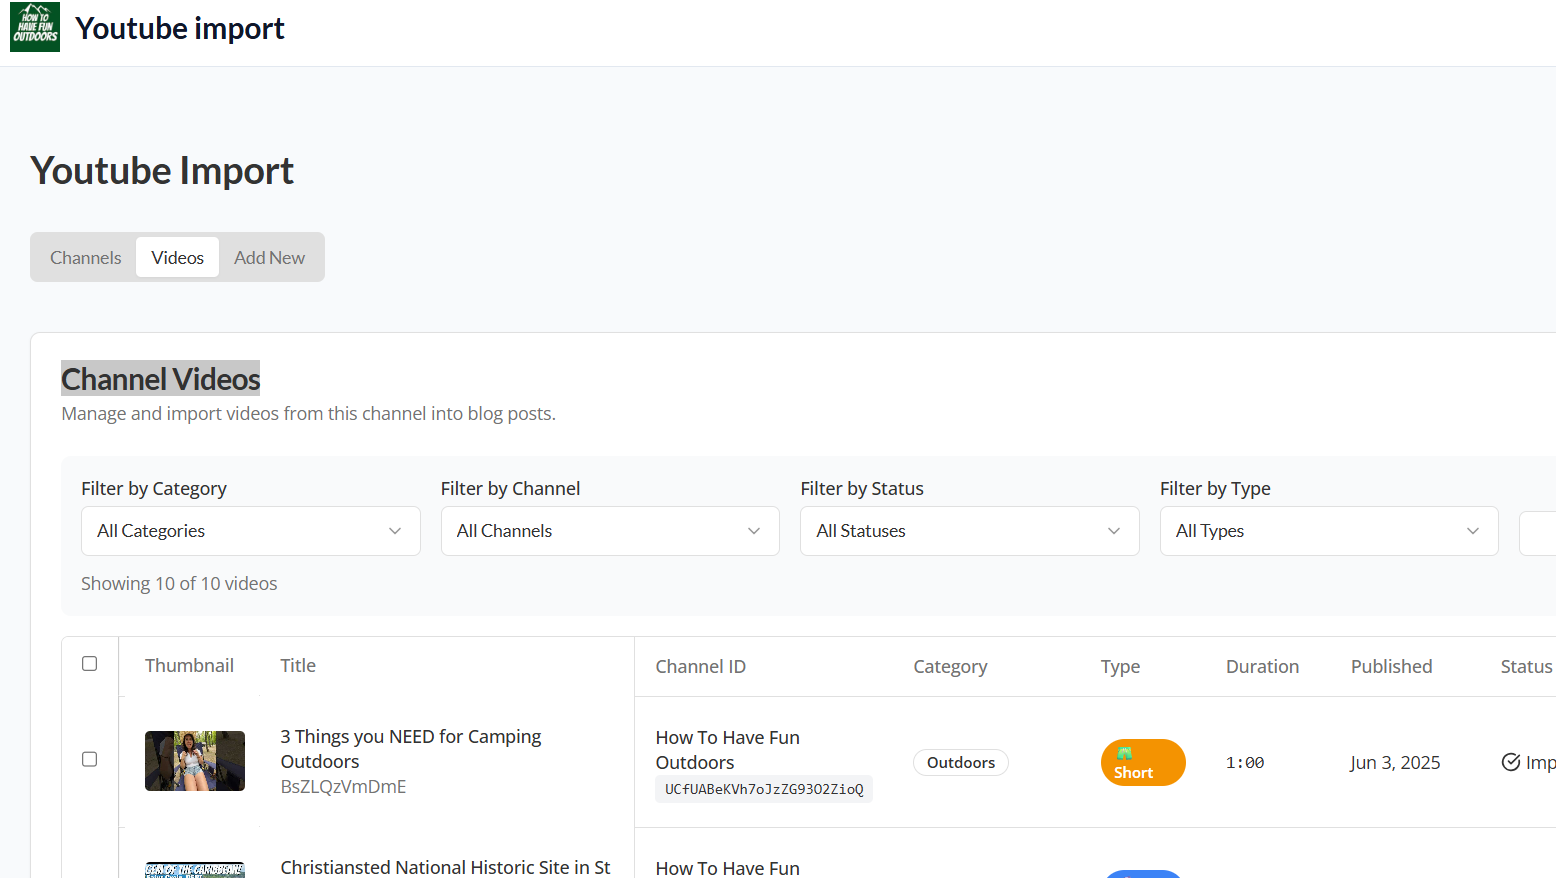 HOW TO
HAVE FUN
OUTDOORS
Youtube import
Youtube Import
Channels Videos Add New
Channel Videos
Manage and import videos from this channel into blog posts.
Filter by Category Filter by Channel Filter by Status Filter by Type
All Categories All Channels All Statuses All Types
Showing 10 of 10 videos
Thumbnail Title Channel ID Category Type Duration Published Status
3 Things you NEED for Camping
Outdoors
BsZLQzVmDmE
How To Have Fun
Outdoors
UCfUABeKVh7oJzZG93O2ZioQ
Outdoors
Short
1:00
Jun 3, 2025
Imp
Christiansted National Historic Site in St
How To Have Fun